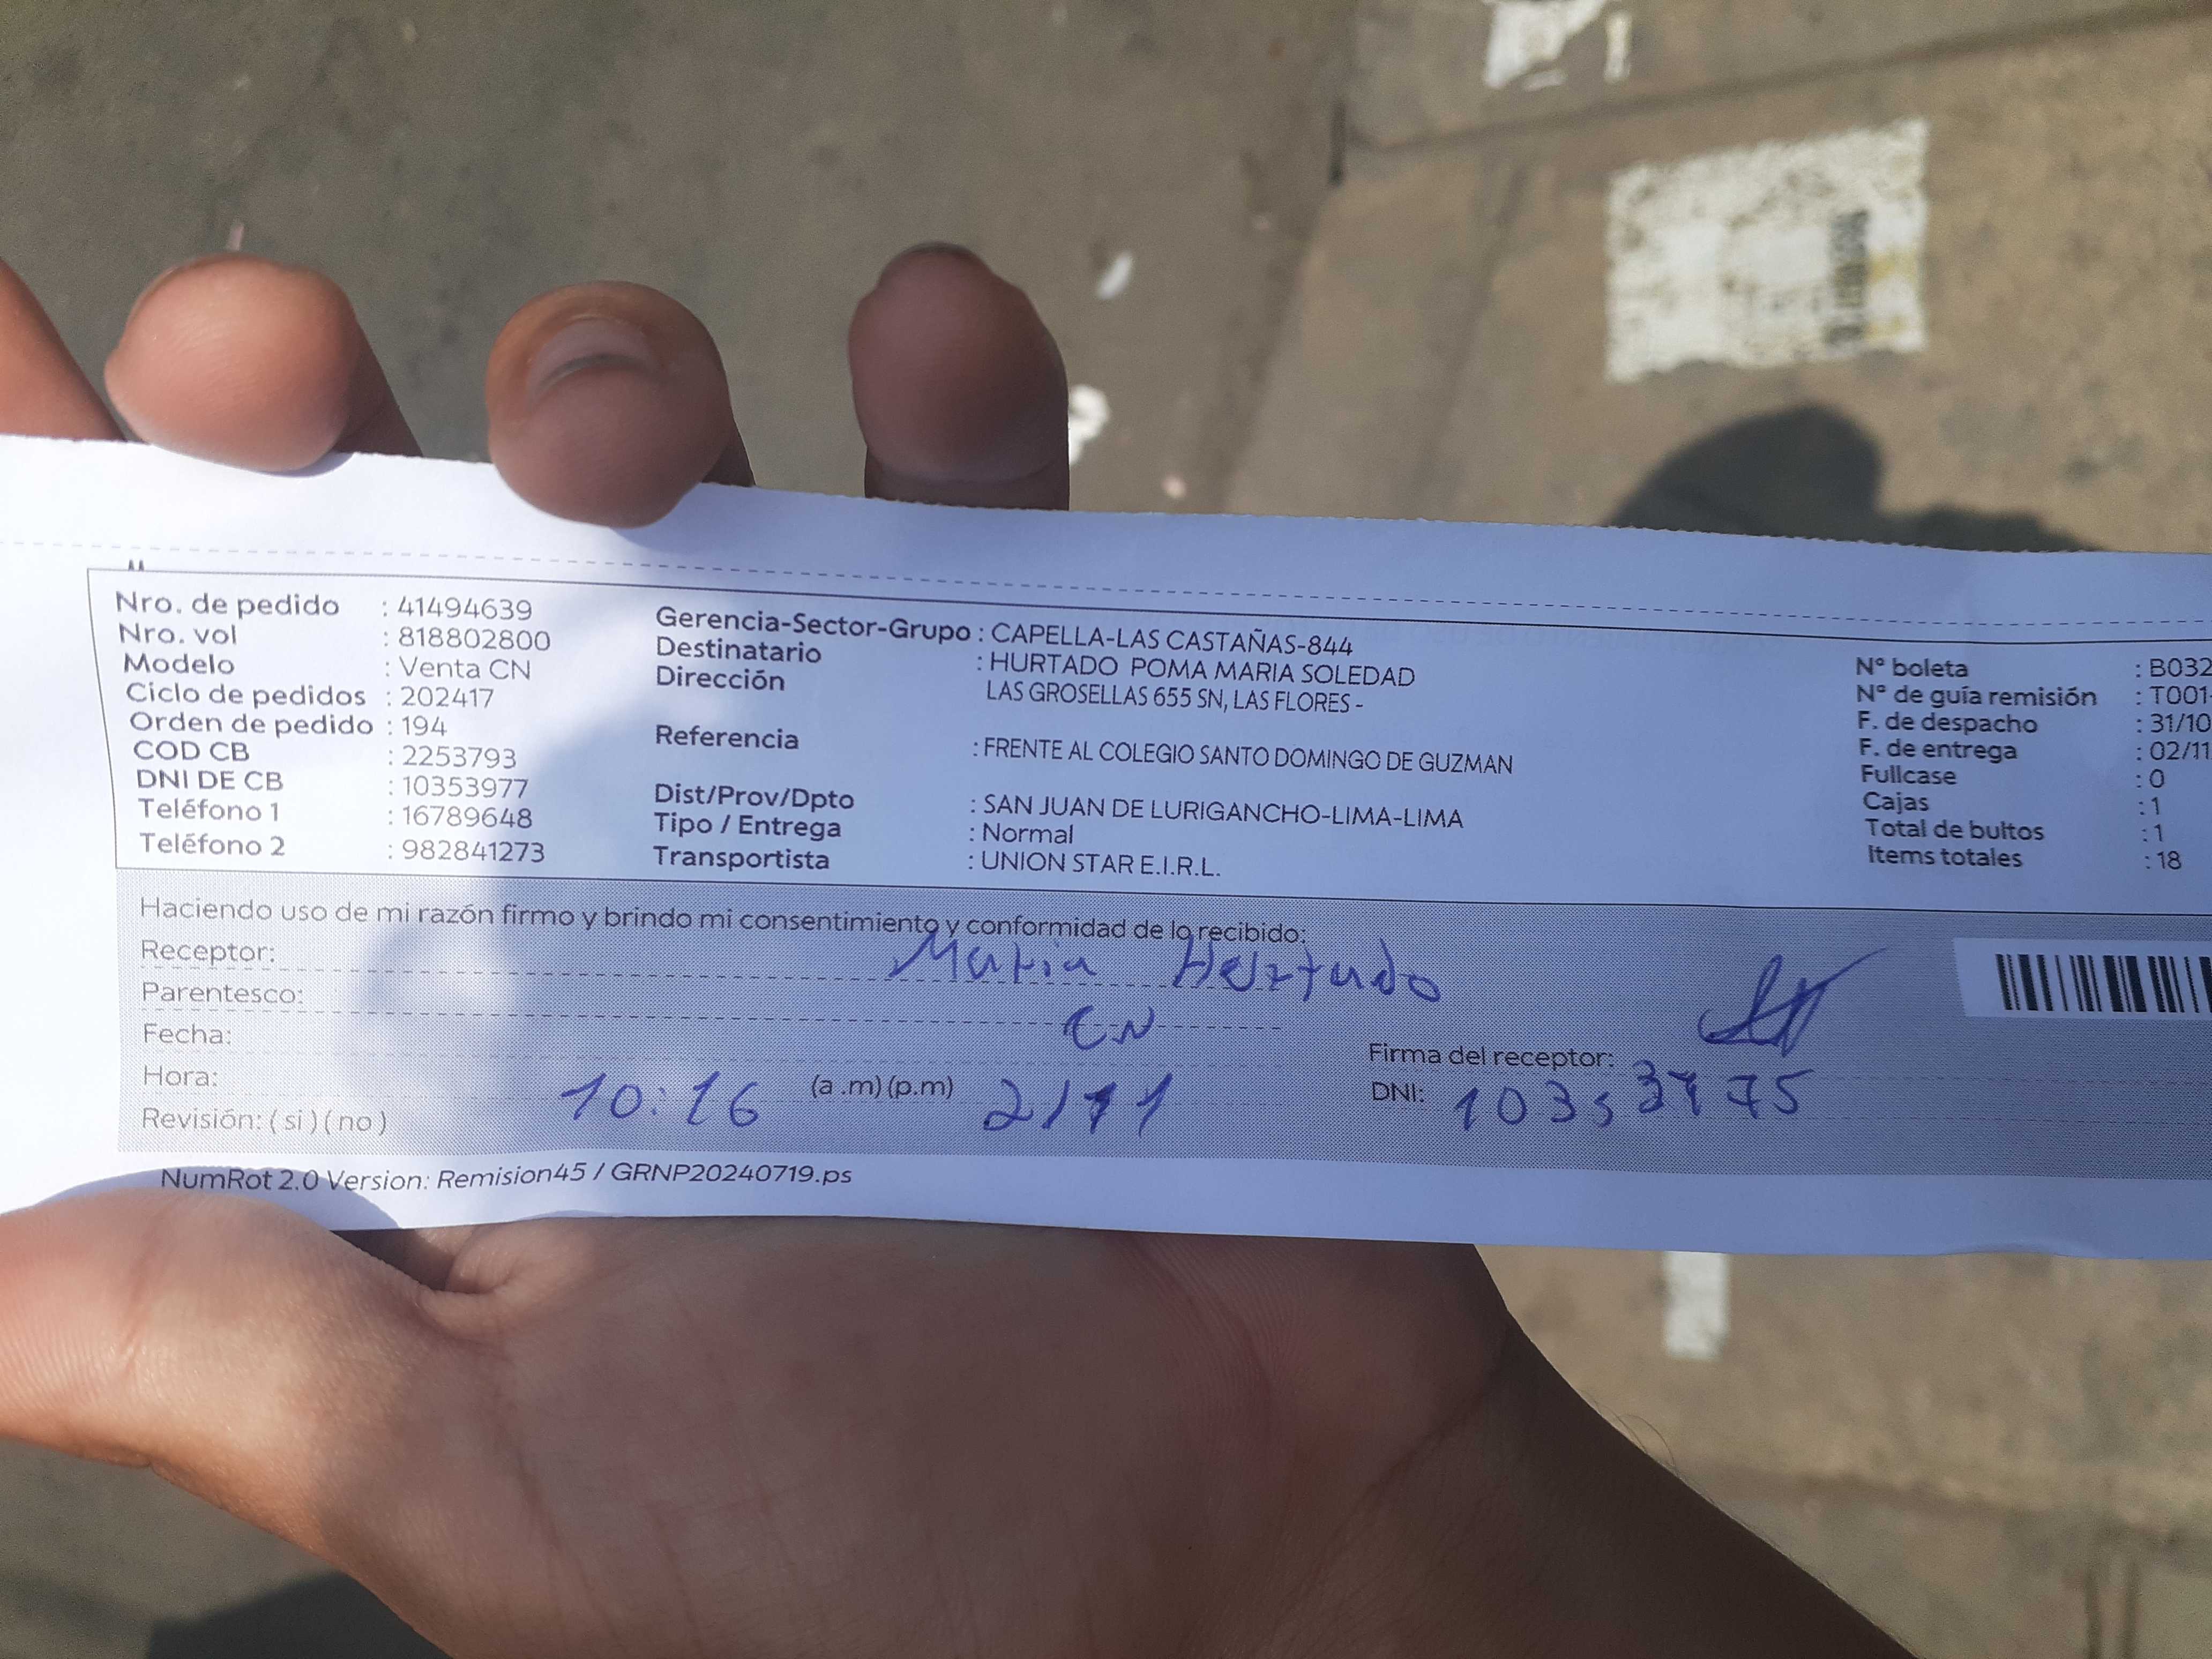 Nro. de pedido : 41494639
Nro. vol : 818802800
Modelo : Venta CN
Ciclo de pedidos : 202417
Orden de pedido : 194
COD CB : 2253793
DNI DE CB : 10353977
Teléfono 1 : 16789648
Teléfono 2 : 982841273
Gerencia-Sector-Grupo : CAPELLA-LAS CASTAÑAS-844
Destinatario : HURTADO POMA MARIA SOLEDAD
Dirección LAS GROSELLAS 655 SN, LAS FLORES -
Referencia : FRENTE AL COLEGIO SANTO DOMINGO DE GUZMAN
Dist/Prov/Dpto : SAN JUAN DE LURIGANCHO-LIMA-LIMA
Tipo / Entrega : Normal
Transportista : UNION STAR E.I.R.L.
N° boleta : B032
N° de guía remisión : T001-
F. de despacho : 31/10
F. de entrega : 02/11
Fullcase : 0
Cajas : 1
Total de bultos : 1
Items totales : 18
Haciendo uso de mi razón firmo y brindo mi consentimiento y conformidad de lo recibido:
Receptor: Maria Hurtado
Parentesco: CN
Fecha:
Hora: 10:16 (a .m) (p.m) 2/11
Revisión: ( si ) ( no )
Firma del receptor:
DNI:
NumRot 2.0 Version: Remision45 / GRNP20240719.ps